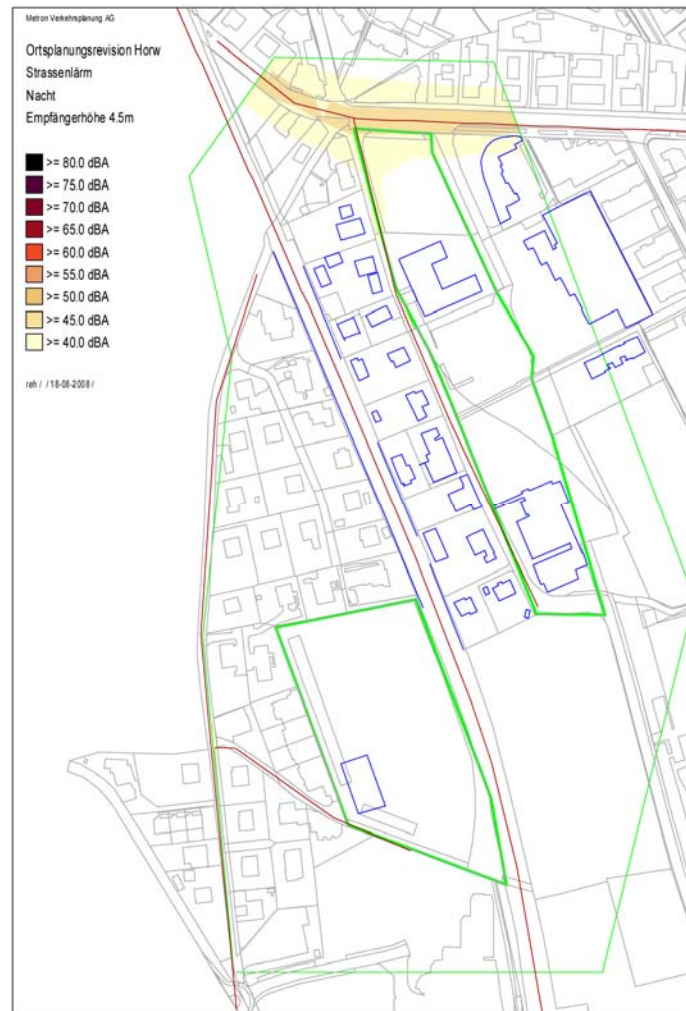 Metron Verkehrsplanung AG
Ortsplanungsrevision Horw
Strassenlärm
Nacht
Empfängerhöhe 4.5m
>= 80.0 dBA
>= 75.0 dBA
>= 70.0 dBA
>= 65.0 dBA
>= 60.0 dBA
>= 55.0 dBA
>= 50.0 dBA
>= 45.0 dBA
>= 40.0 dBA
reh / / 18-08-2008 /